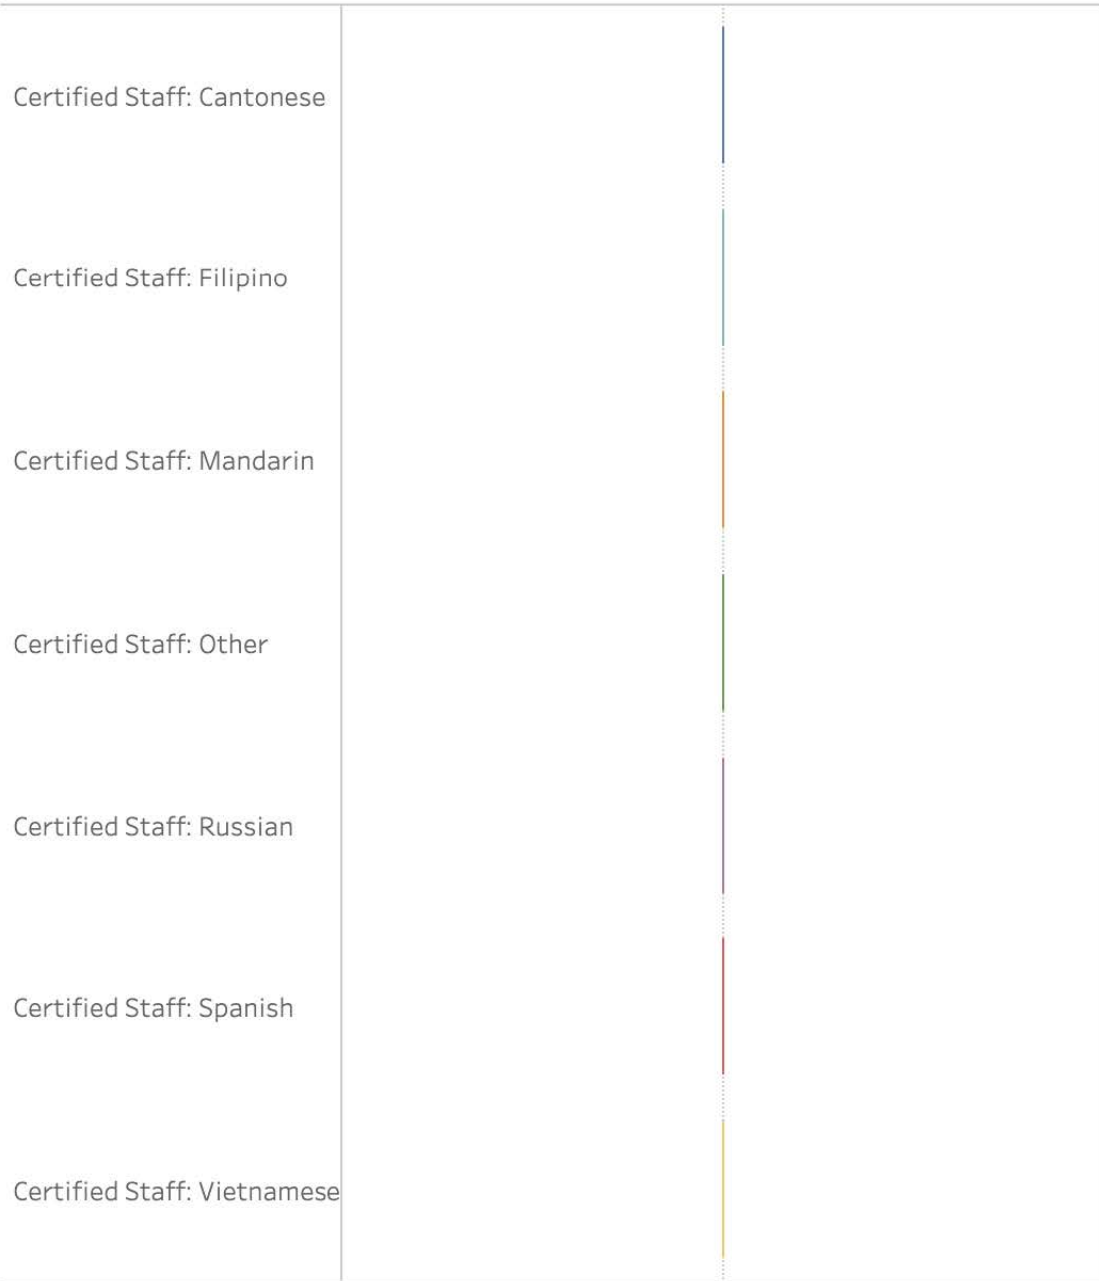 Certified Staff: Cantonese
Certified Staff: Filipino
Certified Staff: Mandarin
Certified Staff: Other
Certified Staff: Russian
Certified Staff: Spanish
Certified Staff: Vietnamese